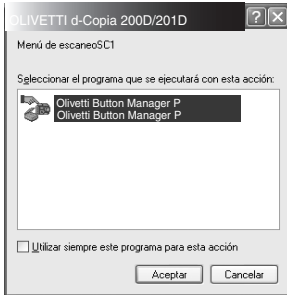 OLIVETTI d-Copia 200D/201D
Menú de escaneoSC1
Seleccionar el programa que se ejecutará con esta acción:
Olivetti Button Manager P
Olivetti Button Manager P
Utilizar siempre este programa para esta acción
Aceptar
Cancelar